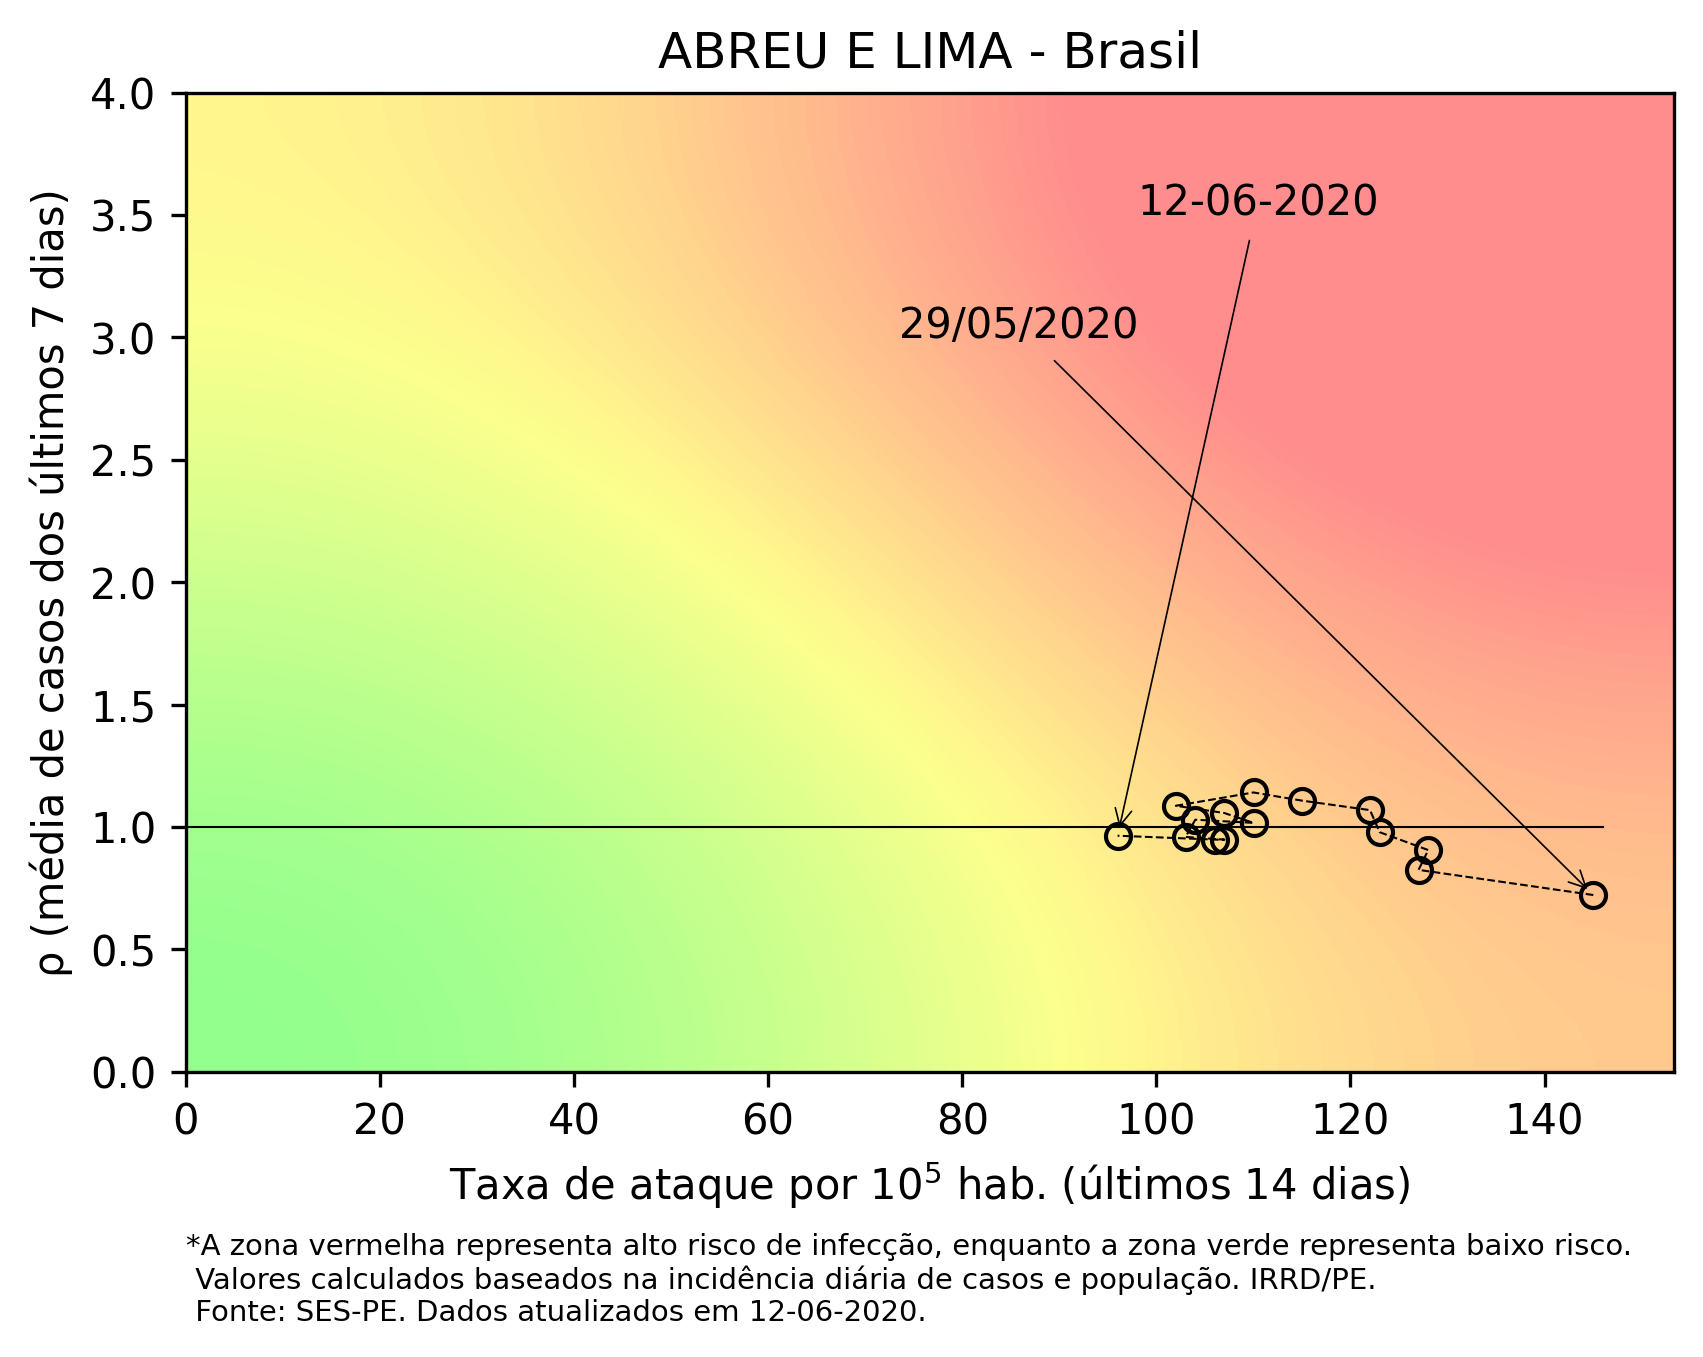 ABREU E LIMA - Brasil
4.0
3.5
3.0
2.5
2.0
1.5
1.0
0.5
0.0
ρ (média de casos dos últimos 7 dias)
12-06-2020
29/05/2020
0 20 40 60 80 100 120 140
Taxa de ataque por 10⁵ hab. (últimos 14 dias)
*A zona vermelha representa alto risco de infecção, enquanto a zona verde representa baixo risco.
Valores calculados baseados na incidência diária de casos e população. IRRD/PE.
Fonte: SES-PE. Dados atualizados em 12-06-2020.